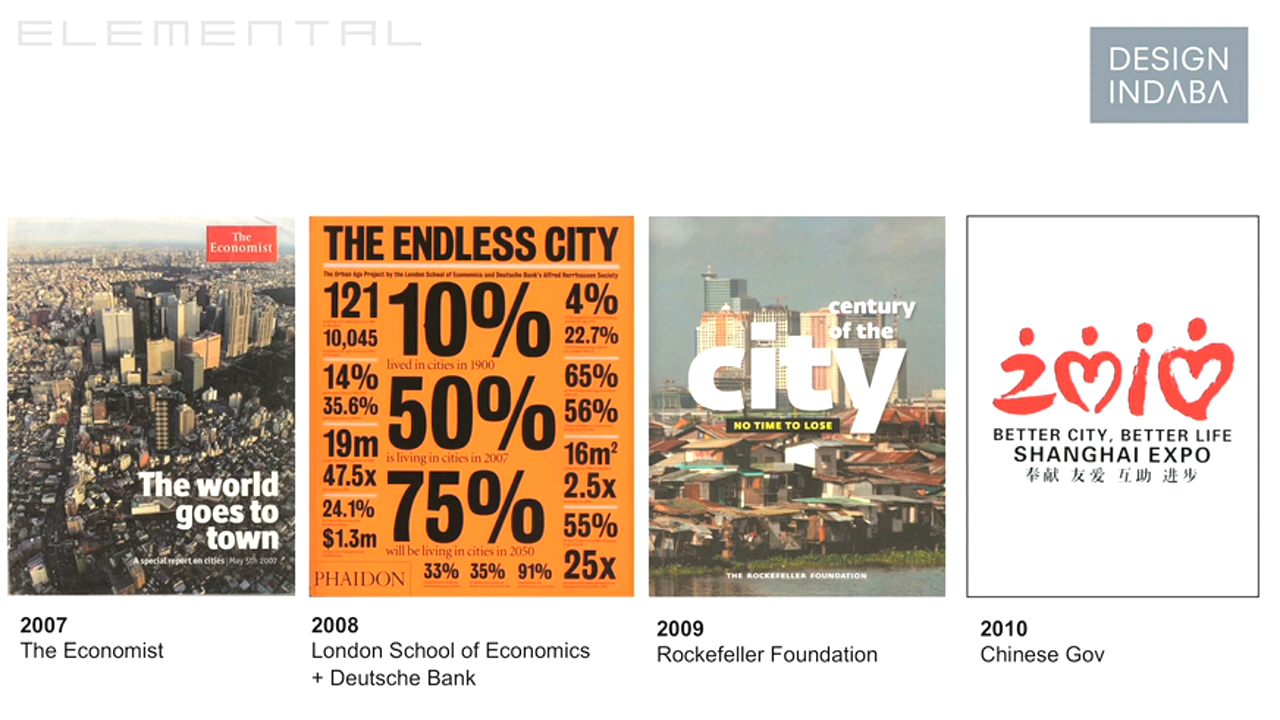 ELEMENTAL
DESIGN
INDABA
The
Economist
The world
goes to
town
A special report on cities | May 5th 2007
THE ENDLESS CITY
The Urban Age Project by the London School of Economics and Deutsche Bank's Alfred Herrhausen Society
121
10,045
14%
35.6%
19m
47.5x
24.1%
$1.3m
10%
lived in cities in 1900
50%
is living in cities in 2007
75%
will be living in cities in 2050
4%
22.7%
65%
56%
16m²
2.5x
55%
25x
PHAIDON
33% 35% 91%
century
of the
city
NO TIME TO LOSE
THE ROCKEFELLER FOUNDATION
2010
BETTER CITY, BETTER LIFE
SHANGHAI EXPO
奉献 友爱 互助 进步
2007
The Economist
2008
London School of Economics
+ Deutsche Bank
2009
Rockefeller Foundation
2010
Chinese Gov